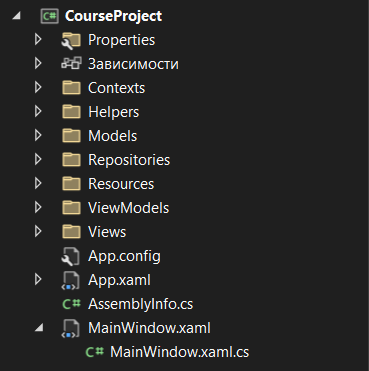 CourseProject
Properties
Зависимости
Contexts
Helpers
Models
Repositories
Resources
ViewModels
Views
App.config
App.xaml
AssemblyInfo.cs
MainWindow.xaml
MainWindow.xaml.cs